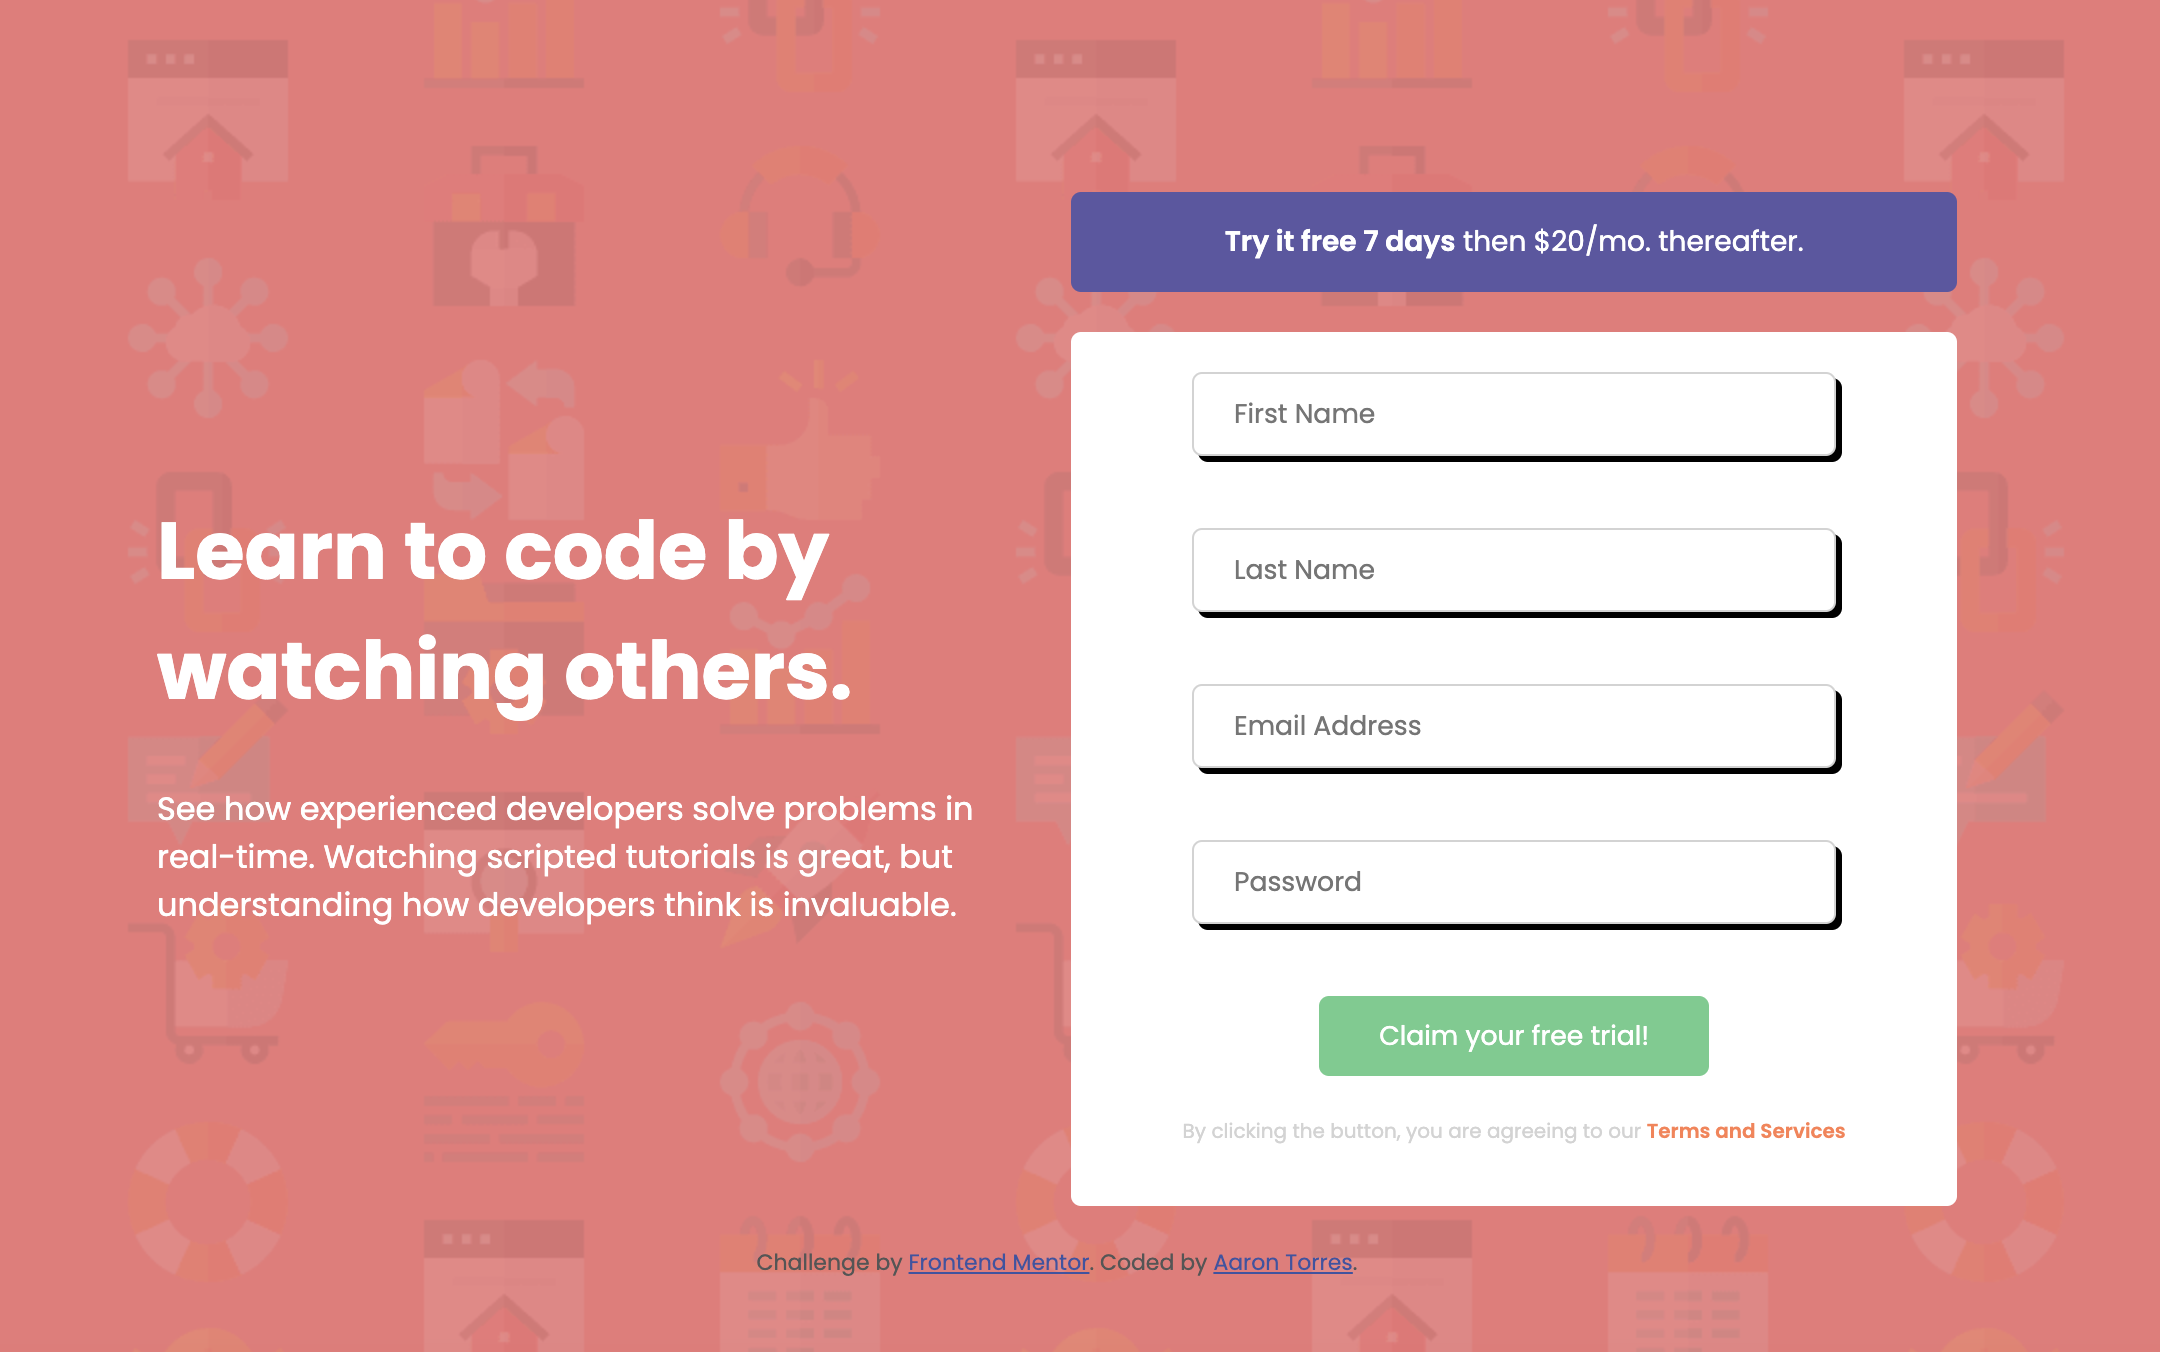 Learn to code by
watching others.
See how experienced developers solve problems in
real-time. Watching scripted tutorials is great, but
understanding how developers think is invaluable.
Try it free 7 days then $20/mo. thereafter.
First Name
Last Name
Email Address
Password
Claim your free trial!
By clicking the button, you are agreeing to our Terms and Services
Challenge by Frontend Mentor. Coded by Aaron Torres.